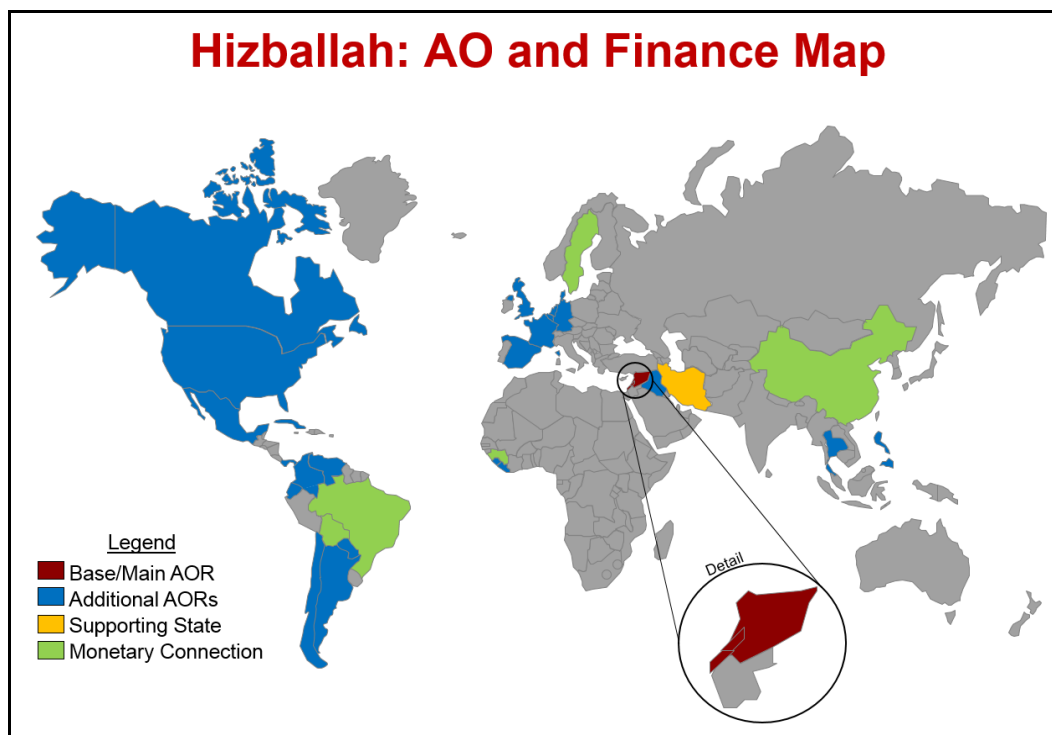 Hizballah: AO and Finance Map
Legend
Base/Main AOR
Additional AORs
Supporting State
Monetary Connection
Detail